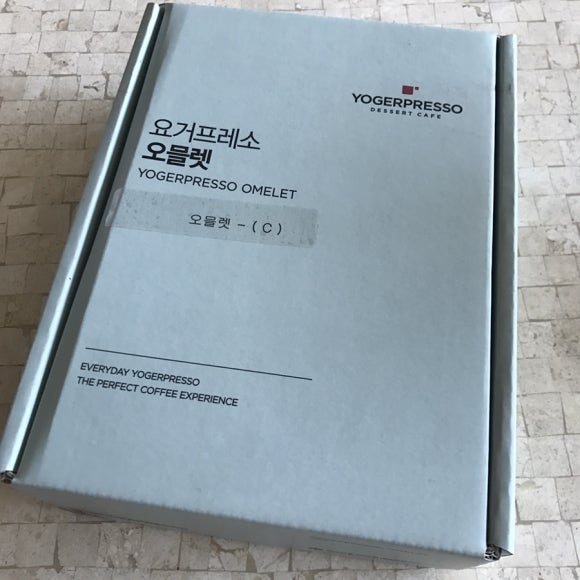 YOGERPRESSO
DESSERT CAFE
요거프레소
오믈렛
YOGERPRESSO OMELET
오믈렛 - ( C )
EVERYDAY YOGERPRESSO
THE PERFECT COFFEE EXPERIENCE